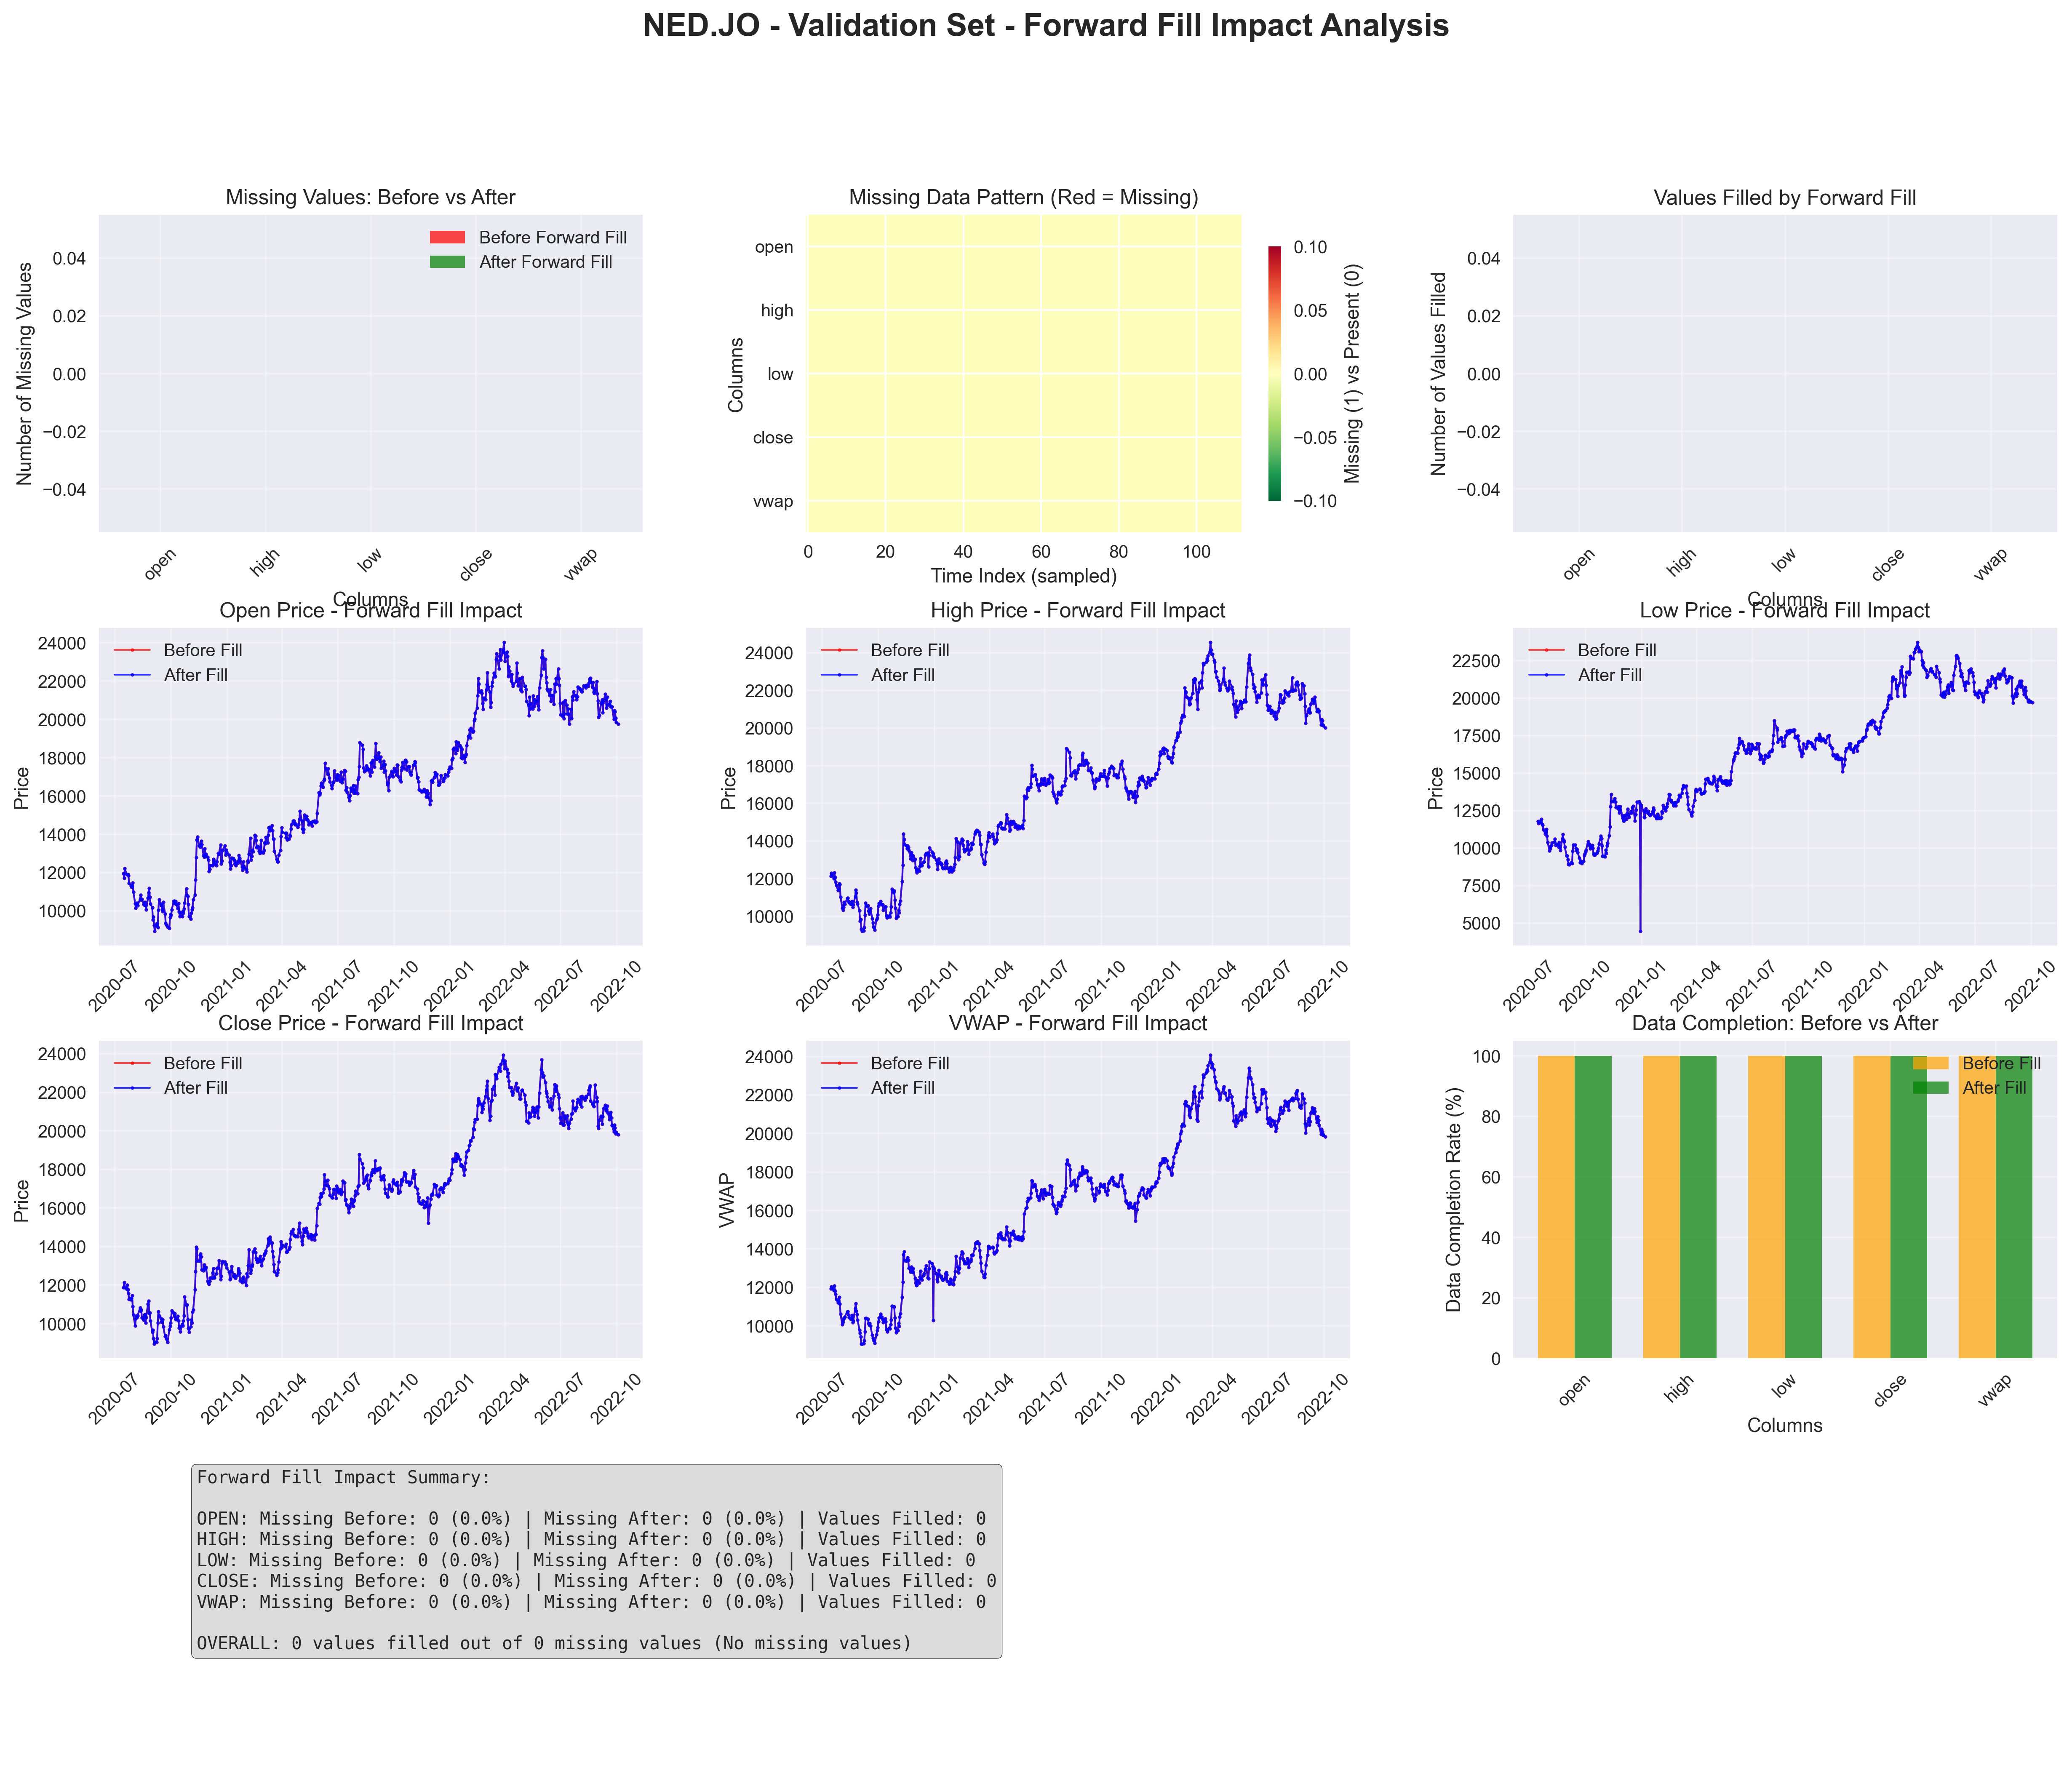 NED.JO - Validation Set - Forward Fill Impact Analysis
Missing Values: Before vs After
Number of Missing Values
0.04
0.02
0.00
−0.02
−0.04
Before Forward Fill
After Forward Fill
open
high
low
close
vwap
Columns
Missing Data Pattern (Red = Missing)
Columns
open
high
low
close
vwap
0
20
40
60
80
100
Time Index (sampled)
0.10
0.05
0.00
−0.05
−0.10
Missing (1) vs Present (0)
Values Filled by Forward Fill
Number of Values Filled
0.04
0.02
0.00
−0.02
−0.04
open
high
low
close
vwap
Columns
Open Price - Forward Fill Impact
Price
24000
22000
20000
18000
16000
14000
12000
10000
Before Fill
After Fill
2020-07
2020-10
2021-01
2021-04
2021-07
2021-10
2022-01
2022-04
2022-07
2022-10
High Price - Forward Fill Impact
Price
24000
22000
20000
18000
16000
14000
12000
10000
Before Fill
After Fill
2020-07
2020-10
2021-01
2021-04
2021-07
2021-10
2022-01
2022-04
2022-07
2022-10
Low Price - Forward Fill Impact
Price
22500
20000
17500
15000
12500
10000
7500
5000
Before Fill
After Fill
2020-07
2020-10
2021-01
2021-04
2021-07
2021-10
2022-01
2022-04
2022-07
2022-10
Close Price - Forward Fill Impact
Price
24000
22000
20000
18000
16000
14000
12000
10000
Before Fill
After Fill
2020-07
2020-10
2021-01
2021-04
2021-07
2021-10
2022-01
2022-04
2022-07
2022-10
VWAP - Forward Fill Impact
VWAP
24000
22000
20000
18000
16000
14000
12000
10000
Before Fill
After Fill
2020-07
2020-10
2021-01
2021-04
2021-07
2021-10
2022-01
2022-04
2022-07
2022-10
Data Completion: Before vs After
Data Completion Rate (%)
100
80
60
40
20
0
Before Fill
After Fill
open
high
low
close
vwap
Columns
Forward Fill Impact Summary:
OPEN: Missing Before: 0 (0.0%) | Missing After: 0 (0.0%) | Values Filled: 0
HIGH: Missing Before: 0 (0.0%) | Missing After: 0 (0.0%) | Values Filled: 0
LOW: Missing Before: 0 (0.0%) | Missing After: 0 (0.0%) | Values Filled: 0
CLOSE: Missing Before: 0 (0.0%) | Missing After: 0 (0.0%) | Values Filled: 0
VWAP: Missing Before: 0 (0.0%) | Missing After: 0 (0.0%) | Values Filled: 0
OVERALL: 0 values filled out of 0 missing values (No missing values)